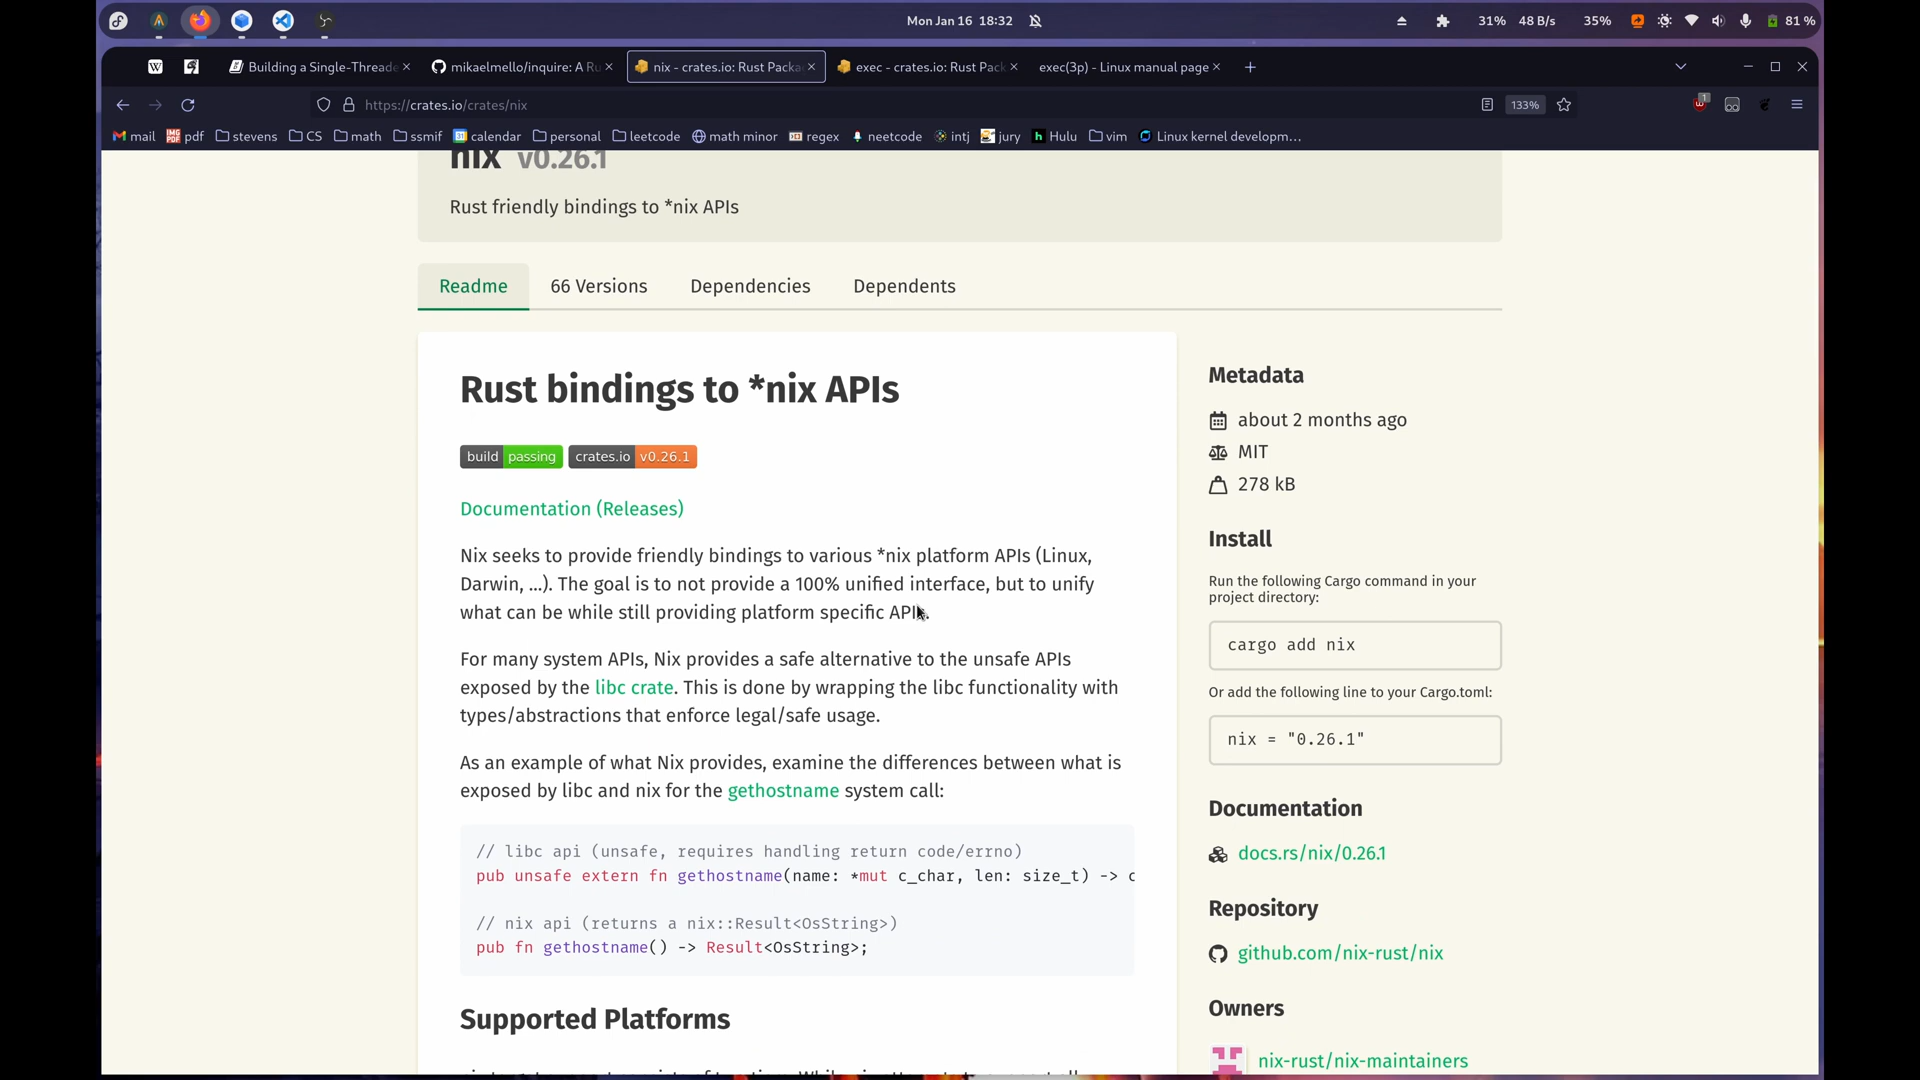 Mon Jan 16 18:32
31% 48 B/s 35% 81 %
W Building a Single-Threade mikaelmello/inquire: A Ru nix - crates.io: Rust Packa exec - crates.io: Rust Pack exec(3p) - Linux manual page
https://crates.io/crates/nix 133% 1
mail pdf stevens CS math ssmif calendar personal leetcode math minor regex neetcode intj jury Hulu vim Linux kernel developm...
nix v0.26.1
Rust friendly bindings to *nix APIs
Readme 66 Versions Dependencies Dependents
Rust bindings to *nix APIs
build passing crates.io v0.26.1
Documentation (Releases)
Nix seeks to provide friendly bindings to various *nix platform APIs (Linux,
Darwin, ...). The goal is to not provide a 100% unified interface, but to unify
what can be while still providing platform specific APIs.
For many system APIs, Nix provides a safe alternative to the unsafe APIs
exposed by the libc crate. This is done by wrapping the libc functionality with
types/abstractions that enforce legal/safe usage.
As an example of what Nix provides, examine the differences between what is
exposed by libc and nix for the gethostname system call:
// libc api (unsafe, requires handling return code/errno)
pub unsafe extern fn gethostname(name: *mut c_char, len: size_t) -> c
// nix api (returns a nix::Result<OsString>)
pub fn gethostname() -> Result<OsString>;
Supported Platforms
Metadata
about 2 months ago
MIT
278 kB
Install
Run the following Cargo command in your
project directory:
cargo add nix
Or add the following line to your Cargo.toml:
nix = "0.26.1"
Documentation
docs.rs/nix/0.26.1
Repository
github.com/nix-rust/nix
Owners
nix-rust/nix-maintainers